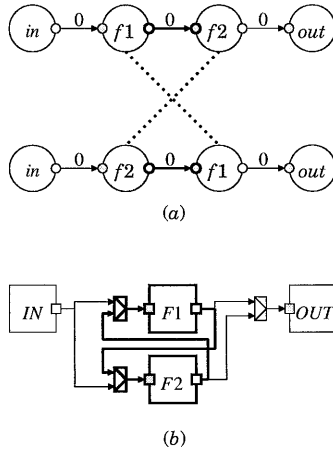 0 0 0
in f1 f2 out
0 0 0
in f2 f1 out
(a)
IN F1 OUT
F2
(b)